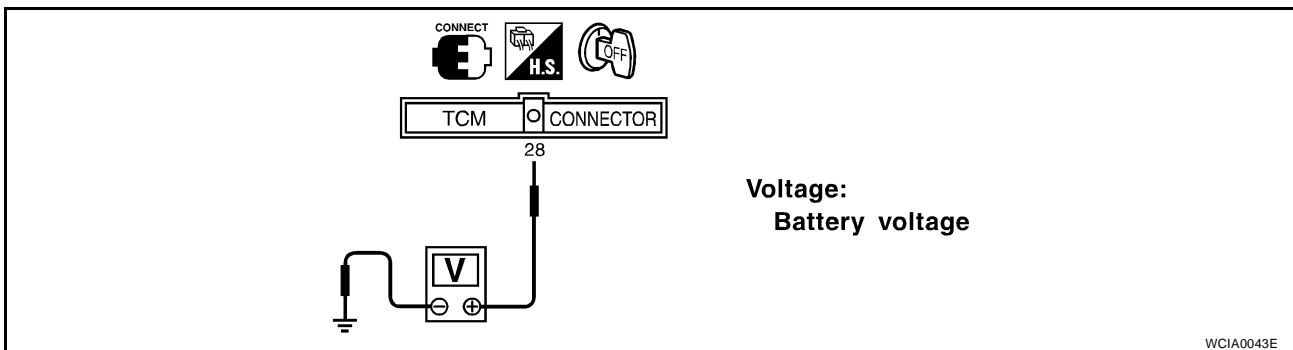 CONNECT
H.S.
OFF
TCM
CONNECTOR
28
Voltage:
Battery voltage
V
WCIA0043E